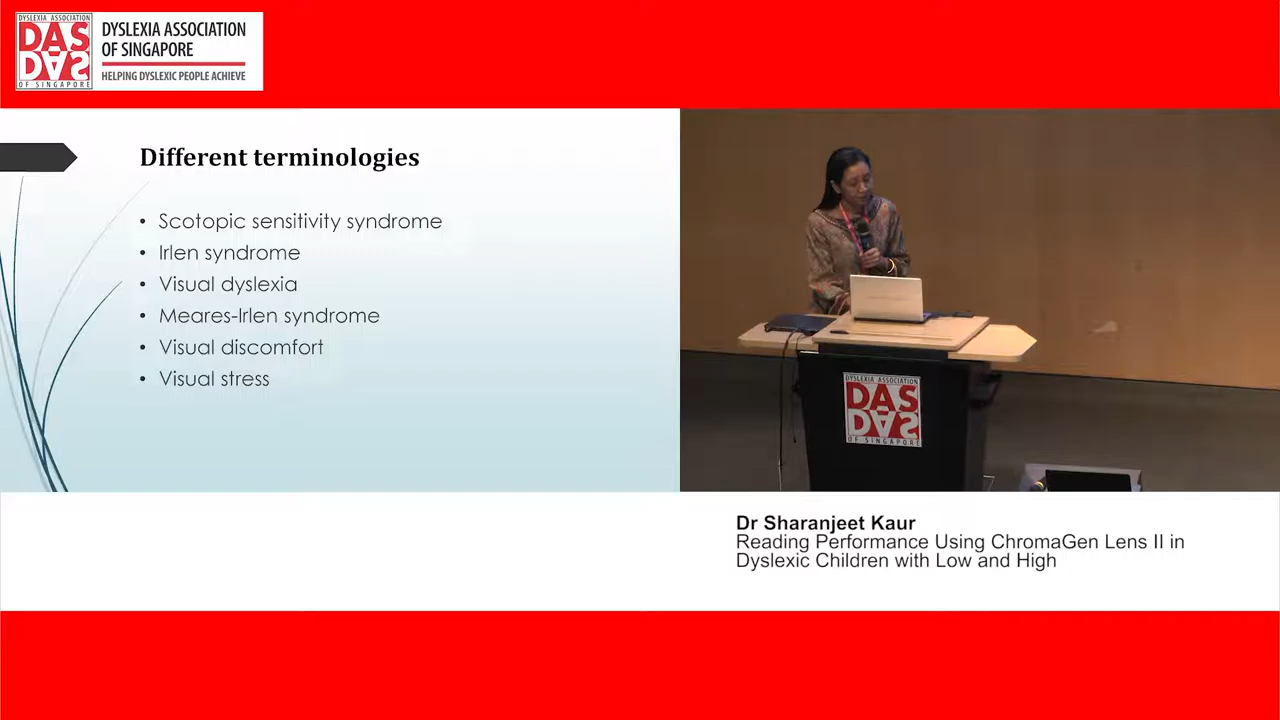 DYSLEXIA ASSOCIATION
DAS
DAS
OF SINGAPORE
DYSLEXIA ASSOCIATION
OF SINGAPORE
HELPING DYSLEXIC PEOPLE ACHIEVE
Different terminologies
• Scotopic sensitivity syndrome
• Irlen syndrome
• Visual dyslexia
• Meares-Irlen syndrome
• Visual discomfort
• Visual stress
DYSLEXIA ASSOCIATION
DAS
DAS
OF SINGAPORE
Dr Sharanjeet Kaur
Reading Performance Using ChromaGen Lens II in
Dyslexic Children with Low and High